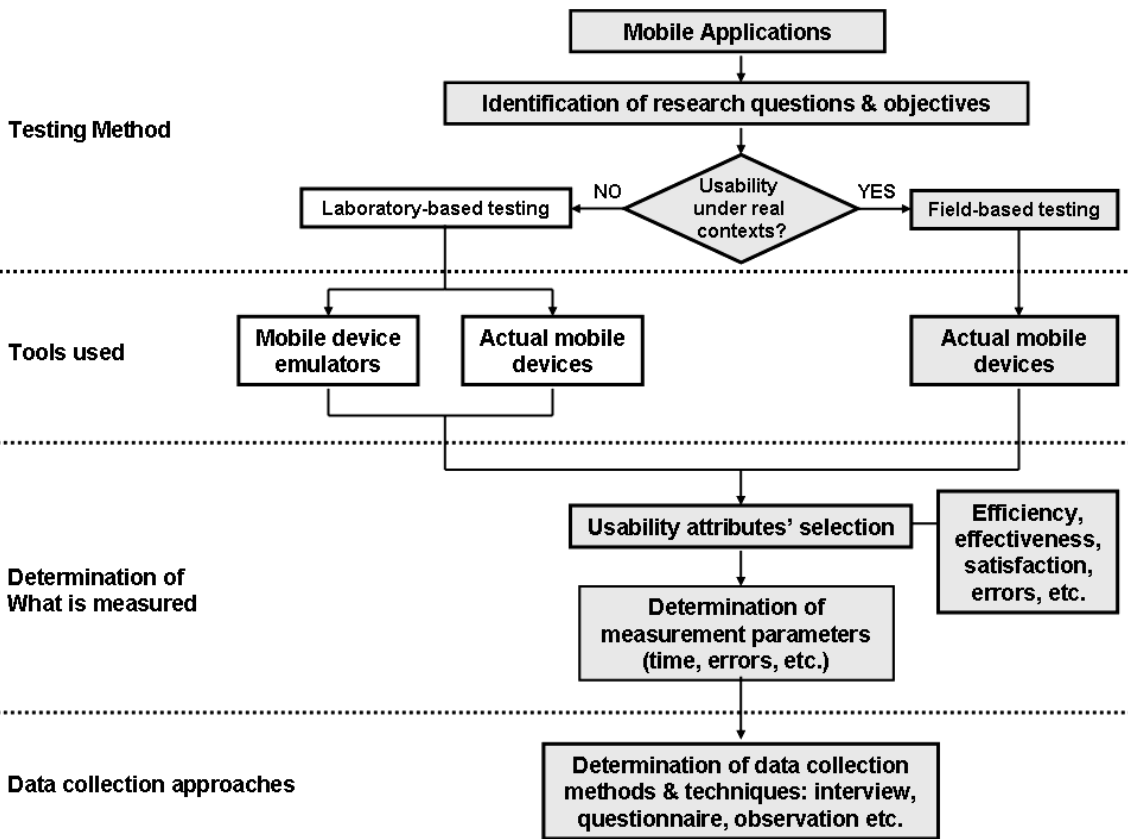 Mobile Applications
Identification of research questions & objectives
Testing Method
NO
Usability
under real
contexts?
YES
Laboratory-based testing
Field-based testing
Tools used
Mobile device
emulators
Actual mobile
devices
Actual mobile
devices
Usability attributes’ selection
Efficiency,
effectiveness,
satisfaction,
errors, etc.
Determination of
What is measured
Determination of
measurement parameters
(time, errors, etc.)
Data collection approaches
Determination of data collection
methods & techniques: interview,
questionnaire, observation etc.